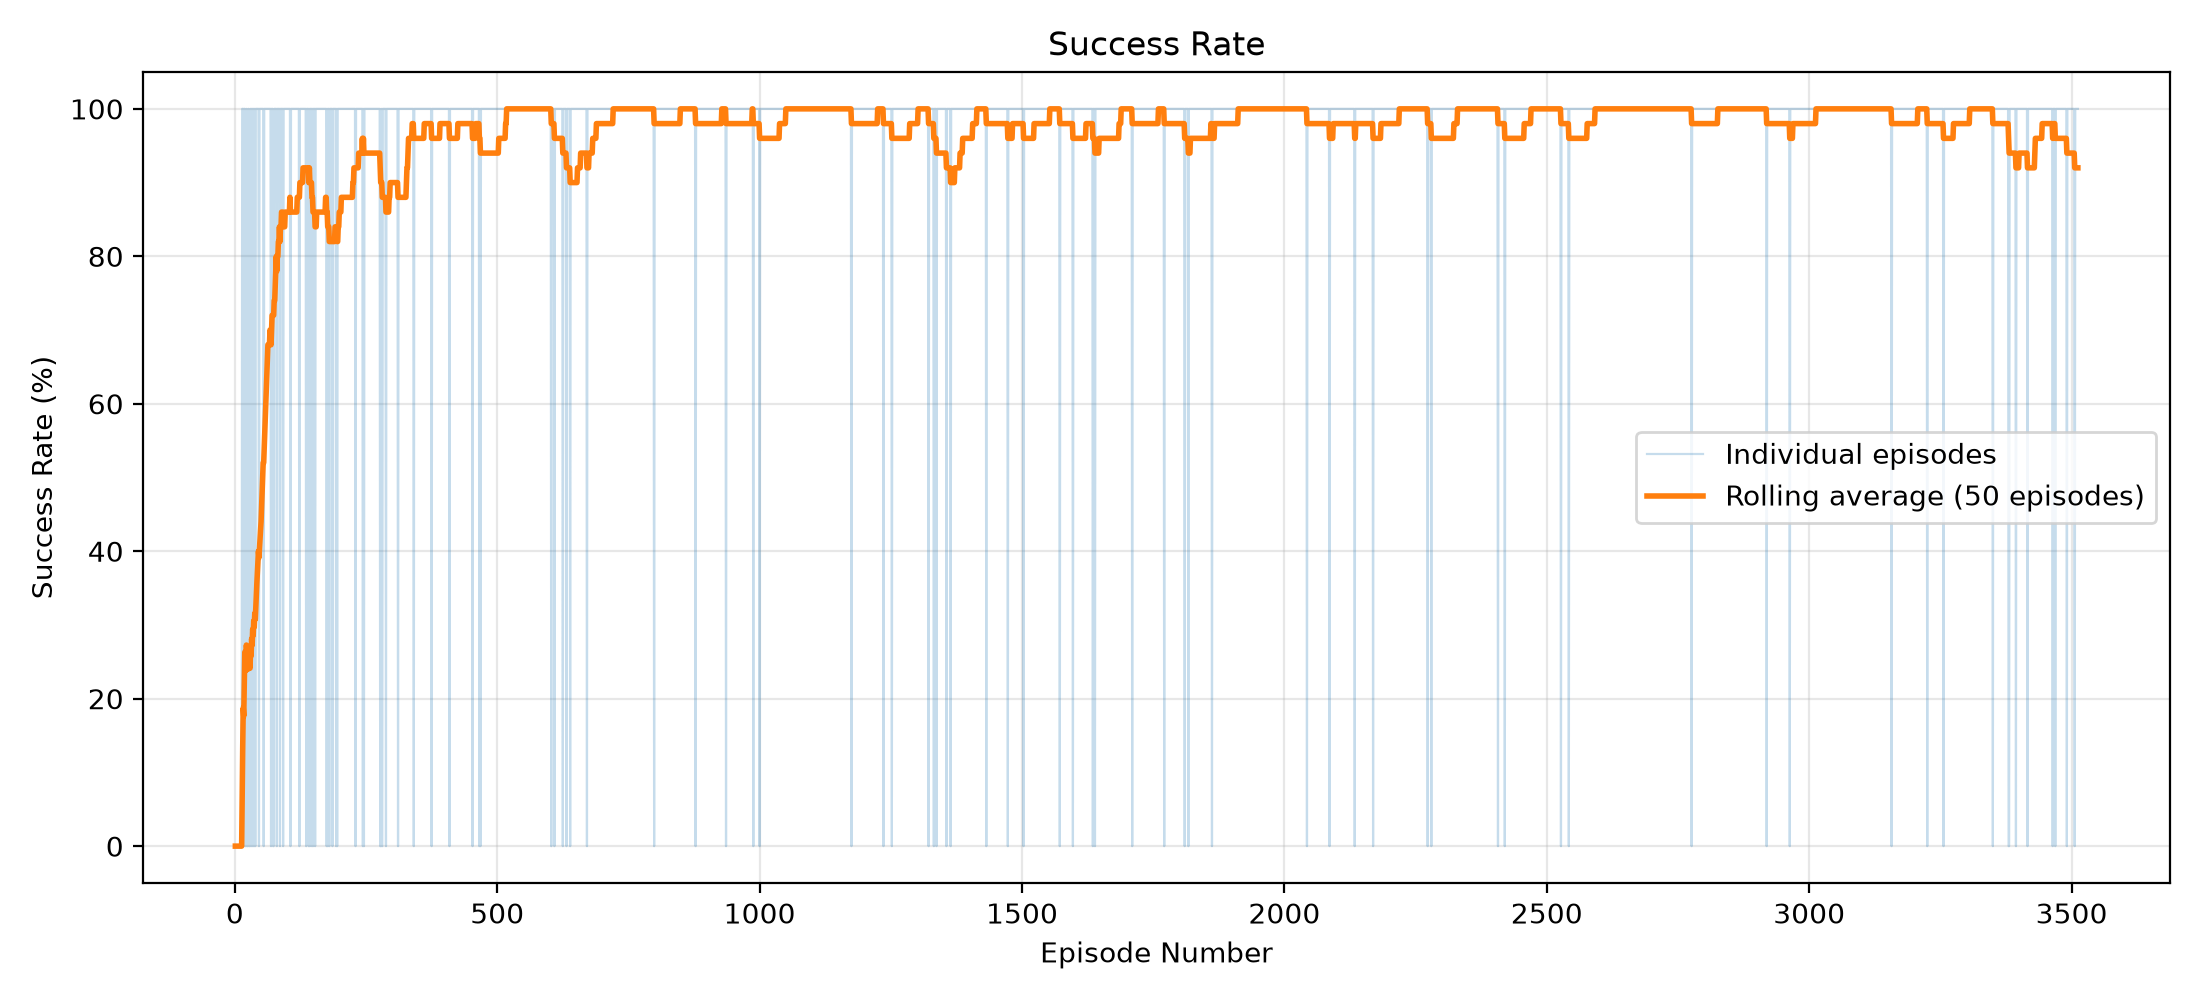 Success Rate
Success Rate (%)
100
80
60
40
20
0
Individual episodes
Rolling average (50 episodes)
0 500 1000 1500 2000 2500 3000 3500
Episode Number